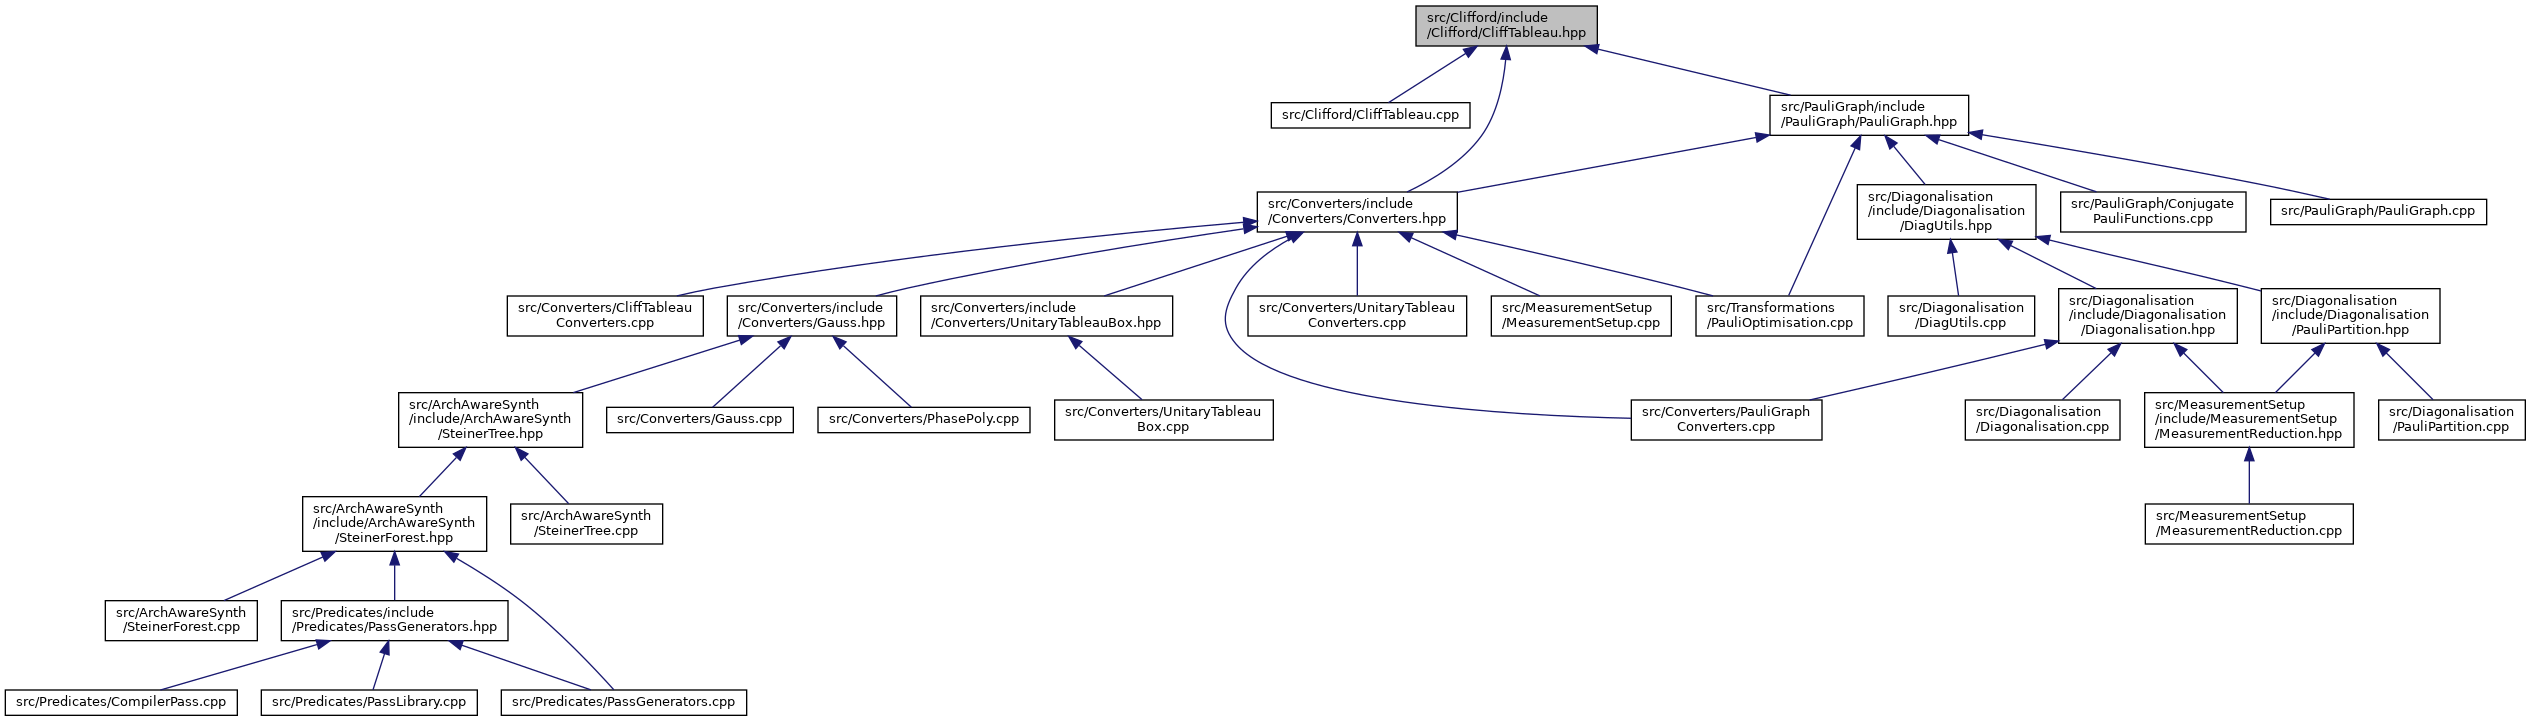 src/Clifford/include
/Clifford/CliffTableau.hpp
src/Clifford/CliffTableau.cpp
src/PauliGraph/include
/PauliGraph/PauliGraph.hpp
src/Converters/include
/Converters/Converters.hpp
src/Diagonalisation
/include/Diagonalisation
/DiagUtils.hpp
src/PauliGraph/Conjugate
PauliFunctions.cpp
src/PauliGraph/PauliGraph.cpp
src/Converters/CliffTableau
Converters.cpp
src/Converters/include
/Converters/Gauss.hpp
src/Converters/include
/Converters/UnitaryTableauBox.hpp
src/Converters/UnitaryTableau
Converters.cpp
src/MeasurementSetup
/MeasurementSetup.cpp
src/Transformations
/PauliOptimisation.cpp
src/Diagonalisation
/DiagUtils.cpp
src/Diagonalisation
/include/Diagonalisation
/Diagonalisation.hpp
src/Diagonalisation
/include/Diagonalisation
/PauliPartition.hpp
src/ArchAwareSynth
/include/ArchAwareSynth
/SteinerTree.hpp
src/Converters/Gauss.cpp
src/Converters/PhasePoly.cpp
src/Converters/UnitaryTableau
Box.cpp
src/Converters/PauliGraph
Converters.cpp
src/Diagonalisation
/Diagonalisation.cpp
src/MeasurementSetup
/include/MeasurementSetup
/MeasurementReduction.hpp
src/Diagonalisation
/PauliPartition.cpp
src/ArchAwareSynth
/include/ArchAwareSynth
/SteinerForest.hpp
src/ArchAwareSynth
/SteinerTree.cpp
src/MeasurementSetup
/MeasurementReduction.cpp
src/ArchAwareSynth
/SteinerForest.cpp
src/Predicates/include
/Predicates/PassGenerators.hpp
src/Predicates/CompilerPass.cpp
src/Predicates/PassLibrary.cpp
src/Predicates/PassGenerators.cpp